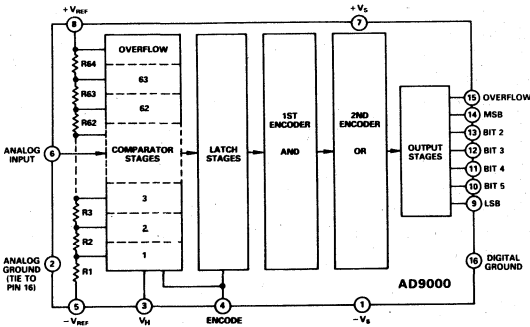 + VREF
8
+ V5
7
R64
R63
R62
R3
R2
R1
OVERFLOW
63
62
COMPARATOR
STAGES
3
2
1
LATCH
STAGES
1ST
ENCODER
AND
2ND
ENCODER
OR
OUTPUT
STAGES
15 OVERFLOW
14 MSB
13 BIT 2
12 BIT 3
11 BIT 4
10 BIT 5
9 LSB
ANALOG
INPUT
6
ANALOG
GROUND
(TIE TO
PIN 16)
2
16 DIGITAL
GROUND
AD9000
5
− VREF
3
VH
4
ENCODE
1
− V6